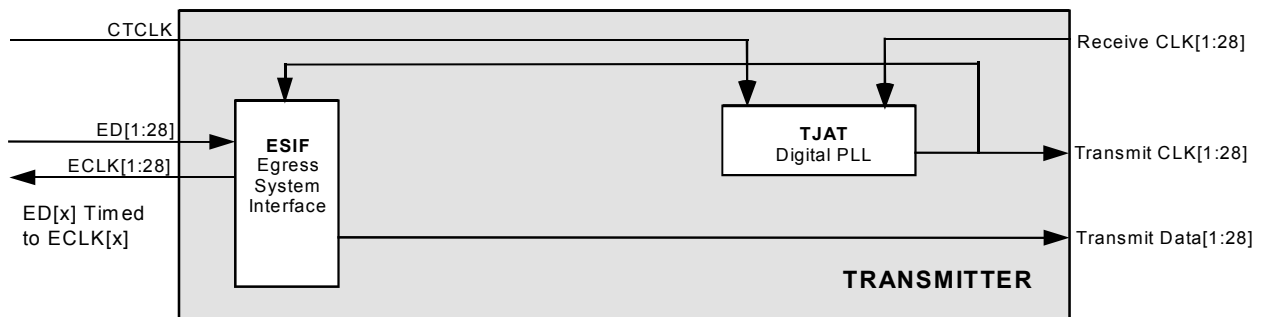 CTCLK
Receive CLK[1:28]
ED[1:28]
ESIF
Egress
System
Interface
TJAT
Digital PLL
ECLK[1:28]
Transmit CLK[1:28]
ED[x] Timed
to ECLK[x]
Transmit Data[1:28]
TRANSMITTER